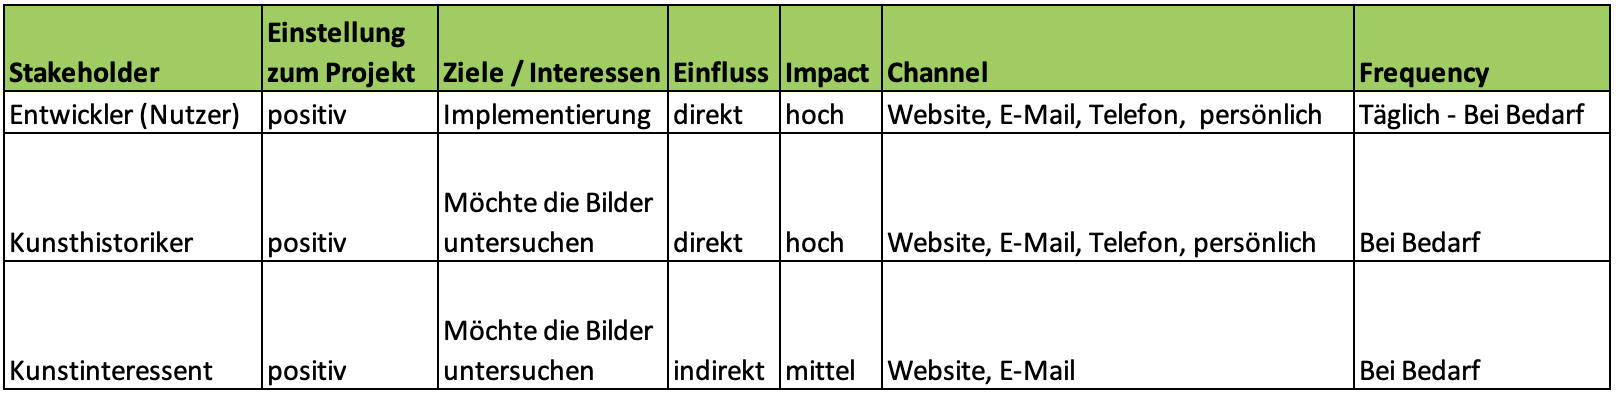 Stakeholder Einstellung zum Projekt Ziele / Interessen Einfluss Impact Channel Frequency
Entwickler (Nutzer) positiv Implementierung direkt hoch Website, E-Mail, Telefon,  persönlich Täglich - Bei Bedarf
Kunsthistoriker positiv Möchte die Bilder untersuchen direkt hoch Website, E-Mail, Telefon, persönlich Bei Bedarf
Kunstinteressent positiv Möchte die Bilder untersuchen indirekt mittel Website, E-Mail Bei Bedarf